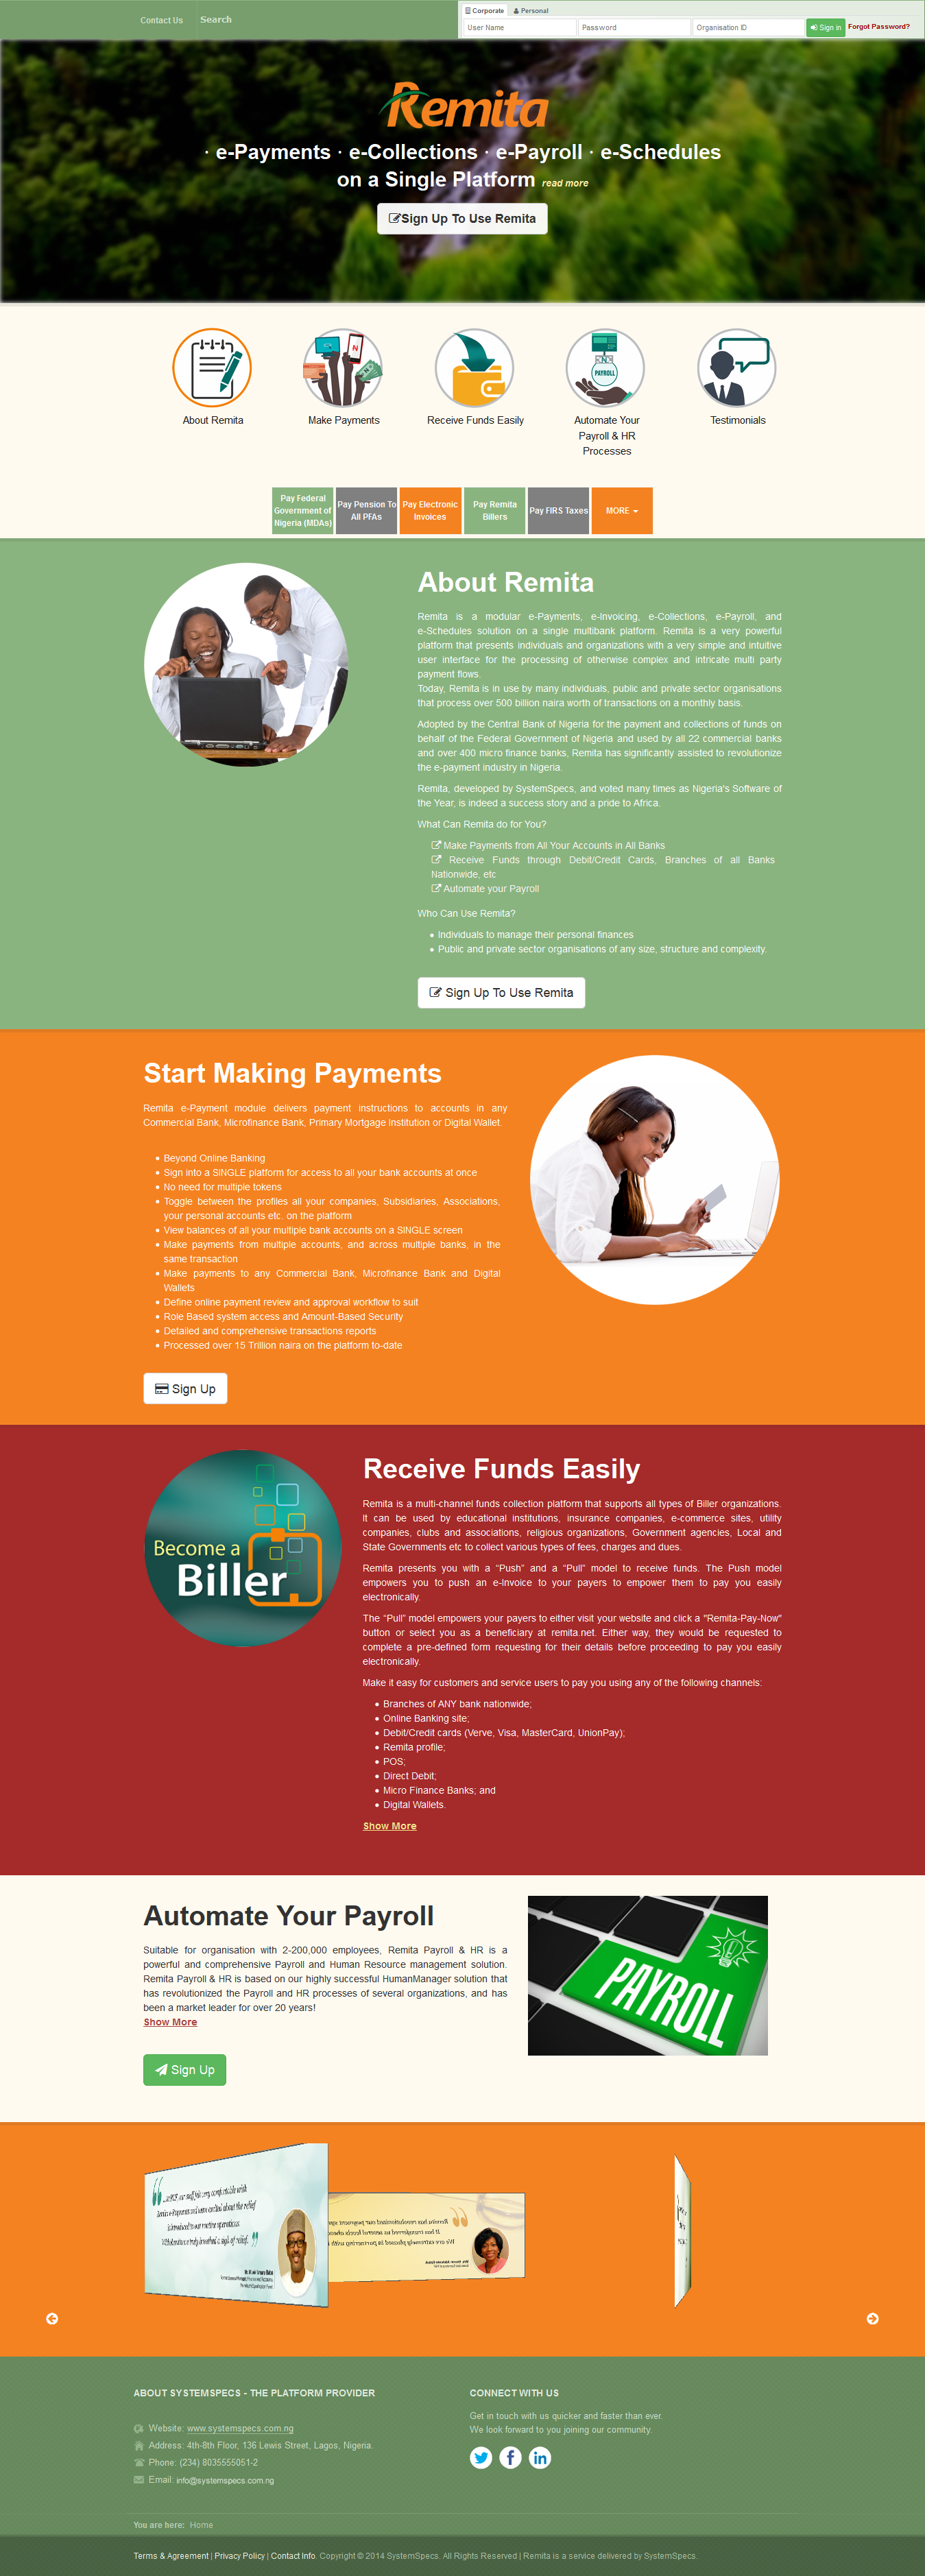 Contact Us
Search
Corporate
Personal
User Name
Password
Organisation ID
Sign in
Forgot Password?
Remita
· e-Payments · e-Collections · e-Payroll · e-Schedules
on a Single Platform read more
Sign Up To Use Remita
About Remita
Make Payments
Receive Funds Easily
PAYROLL
Automate Your
Payroll & HR
Processes
Testimonials
Pay Federal
Government of
Nigeria (MDAs)
Pay Pension To
All PFAs
Pay Electronic
Invoices
Pay Remita
Billers
Pay FIRS Taxes
MORE
About Remita
Remita is a modular e-Payments, e-Invoicing, e-Collections, e-Payroll, and
e-Schedules solution on a single multibank platform. Remita is a very powerful
platform that presents individuals and organizations with a very simple and intuitive
user interface for the processing of otherwise complex and intricate multi party
payment flows.
Today, Remita is in use by many individuals, public and private sector organisations
that process over 500 billion naira worth of transactions on a monthly basis.
Adopted by the Central Bank of Nigeria for the payment and collections of funds on
behalf of the Federal Government of Nigeria and used by all 22 commercial banks
and over 400 micro finance banks, Remita has significantly assisted to revolutionize
the e-payment industry in Nigeria.
Remita, developed by SystemSpecs, and voted many times as Nigeria's Software of
the Year, is indeed a success story and a pride to Africa.
What Can Remita do for You?
Make Payments from All Your Accounts in All Banks
Receive Funds through Debit/Credit Cards, Branches of all Banks
Nationwide, etc
Automate your Payroll
Who Can Use Remita?
• Individuals to manage their personal finances
• Public and private sector organisations of any size, structure and complexity.
Sign Up To Use Remita
Start Making Payments
Remita e-Payment module delivers payment instructions to accounts in any
Commercial Bank, Microfinance Bank, Primary Mortgage Institution or Digital Wallet.
• Beyond Online Banking
• Sign into a SINGLE platform for access to all your bank accounts at once
• No need for multiple tokens
• Toggle between the profiles all your companies, Subsidiaries, Associations,
your personal accounts etc. on the platform
• View balances of all your multiple bank accounts on a SINGLE screen
• Make payments from multiple accounts, and across multiple banks, in the
same transaction
• Make payments to any Commercial Bank, Microfinance Bank and Digital
Wallets
• Define online payment review and approval workflow to suit
• Role Based system access and Amount-Based Security
• Detailed and comprehensive transactions reports
• Processed over 15 Trillion naira on the platform to-date
Sign Up
Become a
Biller
Receive Funds Easily
Remita is a multi-channel funds collection platform that supports all types of Biller organizations.
It can be used by educational institutions, insurance companies, e-commerce sites, utility
companies, clubs and associations, religious organizations, Government agencies, Local and
State Governments etc to collect various types of fees, charges and dues.
Remita presents you with a “Push” and a “Pull” model to receive funds. The Push model
empowers you to push an e-Invoice to your payers to empower them to pay you easily
electronically.
The “Pull” model empowers your payers to either visit your website and click a "Remita-Pay-Now"
button or select you as a beneficiary at remita.net. Either way, they would be requested to
complete a pre-defined form requesting for their details before proceeding to pay you easily
electronically.
Make it easy for customers and service users to pay you using any of the following channels:
• Branches of ANY bank nationwide;
• Online Banking site;
• Debit/Credit cards (Verve, Visa, MasterCard, UnionPay);
• Remita profile;
• POS;
• Direct Debit;
• Micro Finance Banks; and
• Digital Wallets.
Show More
Automate Your Payroll
Suitable for organisation with 2-200,000 employees, Remita Payroll & HR is a
powerful and comprehensive Payroll and Human Resource management solution.
Remita Payroll & HR is based on our highly successful HumanManager solution that
has revolutionized the Payroll and HR processes of several organizations, and has
been a market leader for over 20 years!
Show More
Sign Up
PAYROLL
ABOUT SYSTEMSPECS - THE PLATFORM PROVIDER
Website: www.systemspecs.com.ng
Address: 4th-8th Floor, 136 Lewis Street, Lagos, Nigeria.
Phone: (234) 8035555051-2
Email: info@systemspecs.com.ng
CONNECT WITH US
Get in touch with us quicker and faster than ever.
We look forward to you joining our community.
You are here: Home
Terms & Agreement | Privacy Policy | Contact Info. Copyright © 2014 SystemSpecs. All Rights Reserved | Remita is a service delivered by SystemSpecs.